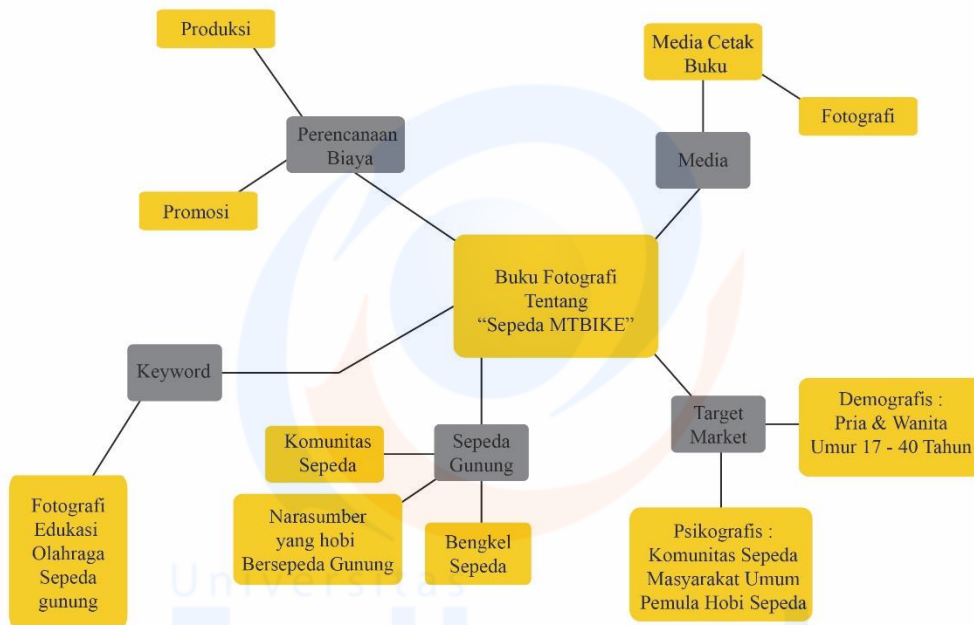 Produksi
Media Cetak
Buku
Fotografi
Perencanaan
Biaya
Media
Promosi
Buku Fotografi
Tentang
“Sepeda MTBIKE”
Keyword
Target
Market
Demografis :
Pria & Wanita
Umur 17 - 40 Tahun
Komunitas
Sepeda
Sepeda
Gunung
Fotografi
Edukasi
Olahraga
Sepeda
gunung
Narasumber
yang hobi
Bersepeda Gunung
Bengkel
Sepeda
Psikografis :
Komunitas Sepeda
Masyarakat Umum
Pemula Hobi Sepeda
Universitas